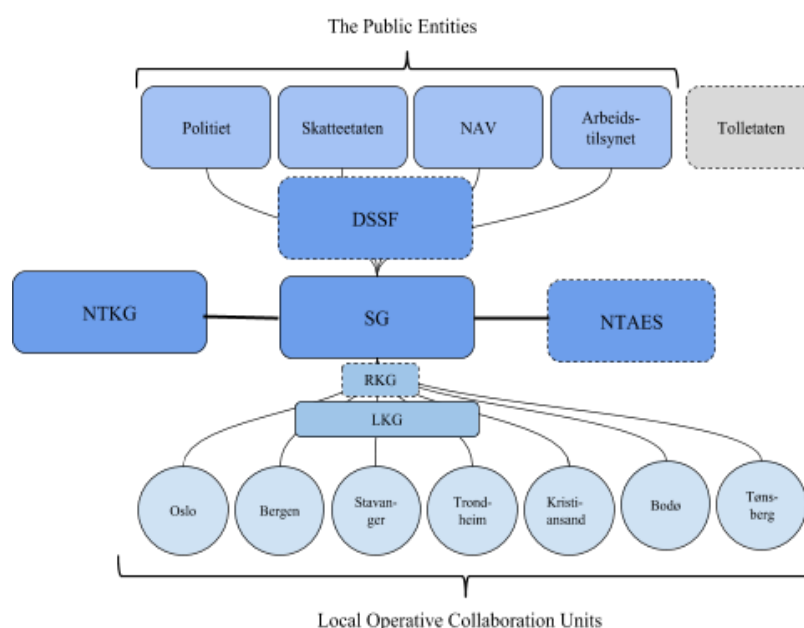 The Public Entities
Politiet
Skatteetaten
NAV
Arbeids-
tilsynet
Tolletaten
DSSF
NTKG
SG
NTAES
RKG
LKG
Oslo
Bergen
Stavan-
ger
Trond-
heim
Kristi-
ansand
Bodø
Tøns-
berg
Local Operative Collaboration Units